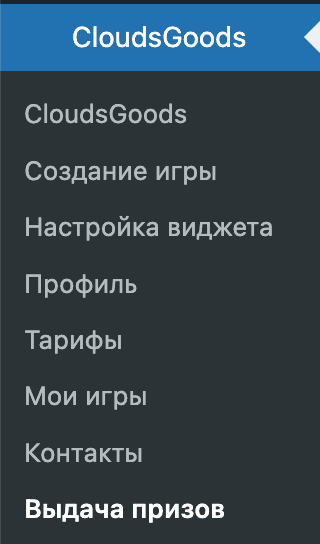 CloudsGoods
CloudsGoods
Создание игры
Настройка виджета
Профиль
Тарифы
Мои игры
Контакты
Выдача призов